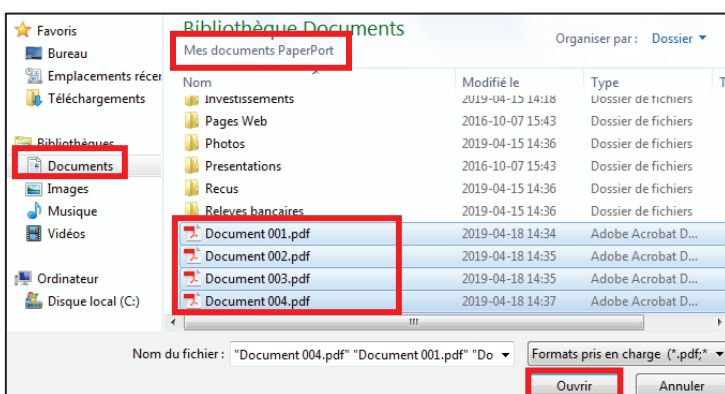 Favoris
Bureau
Emplacements récer
Téléchargements
Bibliothèques
Documents
Images
Musique
Vidéos
Ordinateur
Disque local (C:)
Bibliothèque Documents
Mes documents PaperPort
Organiser par : Dossier
Nom Modifié le Type T
Investissements 2019-04-15 14:18 Dossier de fichiers
Pages Web 2016-10-07 15:43 Dossier de fichiers
Photos 2019-04-15 14:36 Dossier de fichiers
Presentations 2016-10-07 15:43 Dossier de fichiers
Recus 2019-04-15 14:36 Dossier de fichiers
Releves bancaires 2019-04-15 14:36 Dossier de fichiers
Document 001.pdf 2019-04-18 14:34 Adobe Acrobat D...
Document 002.pdf 2019-04-18 14:35 Adobe Acrobat D...
Document 003.pdf 2019-04-18 14:35 Adobe Acrobat D...
Document 004.pdf 2019-04-18 14:37 Adobe Acrobat D...
Nom du fichier : "Document 004.pdf" "Document 001.pdf" "Do Formats pris en charge (*.pdf;*
Ouvrir Annuler